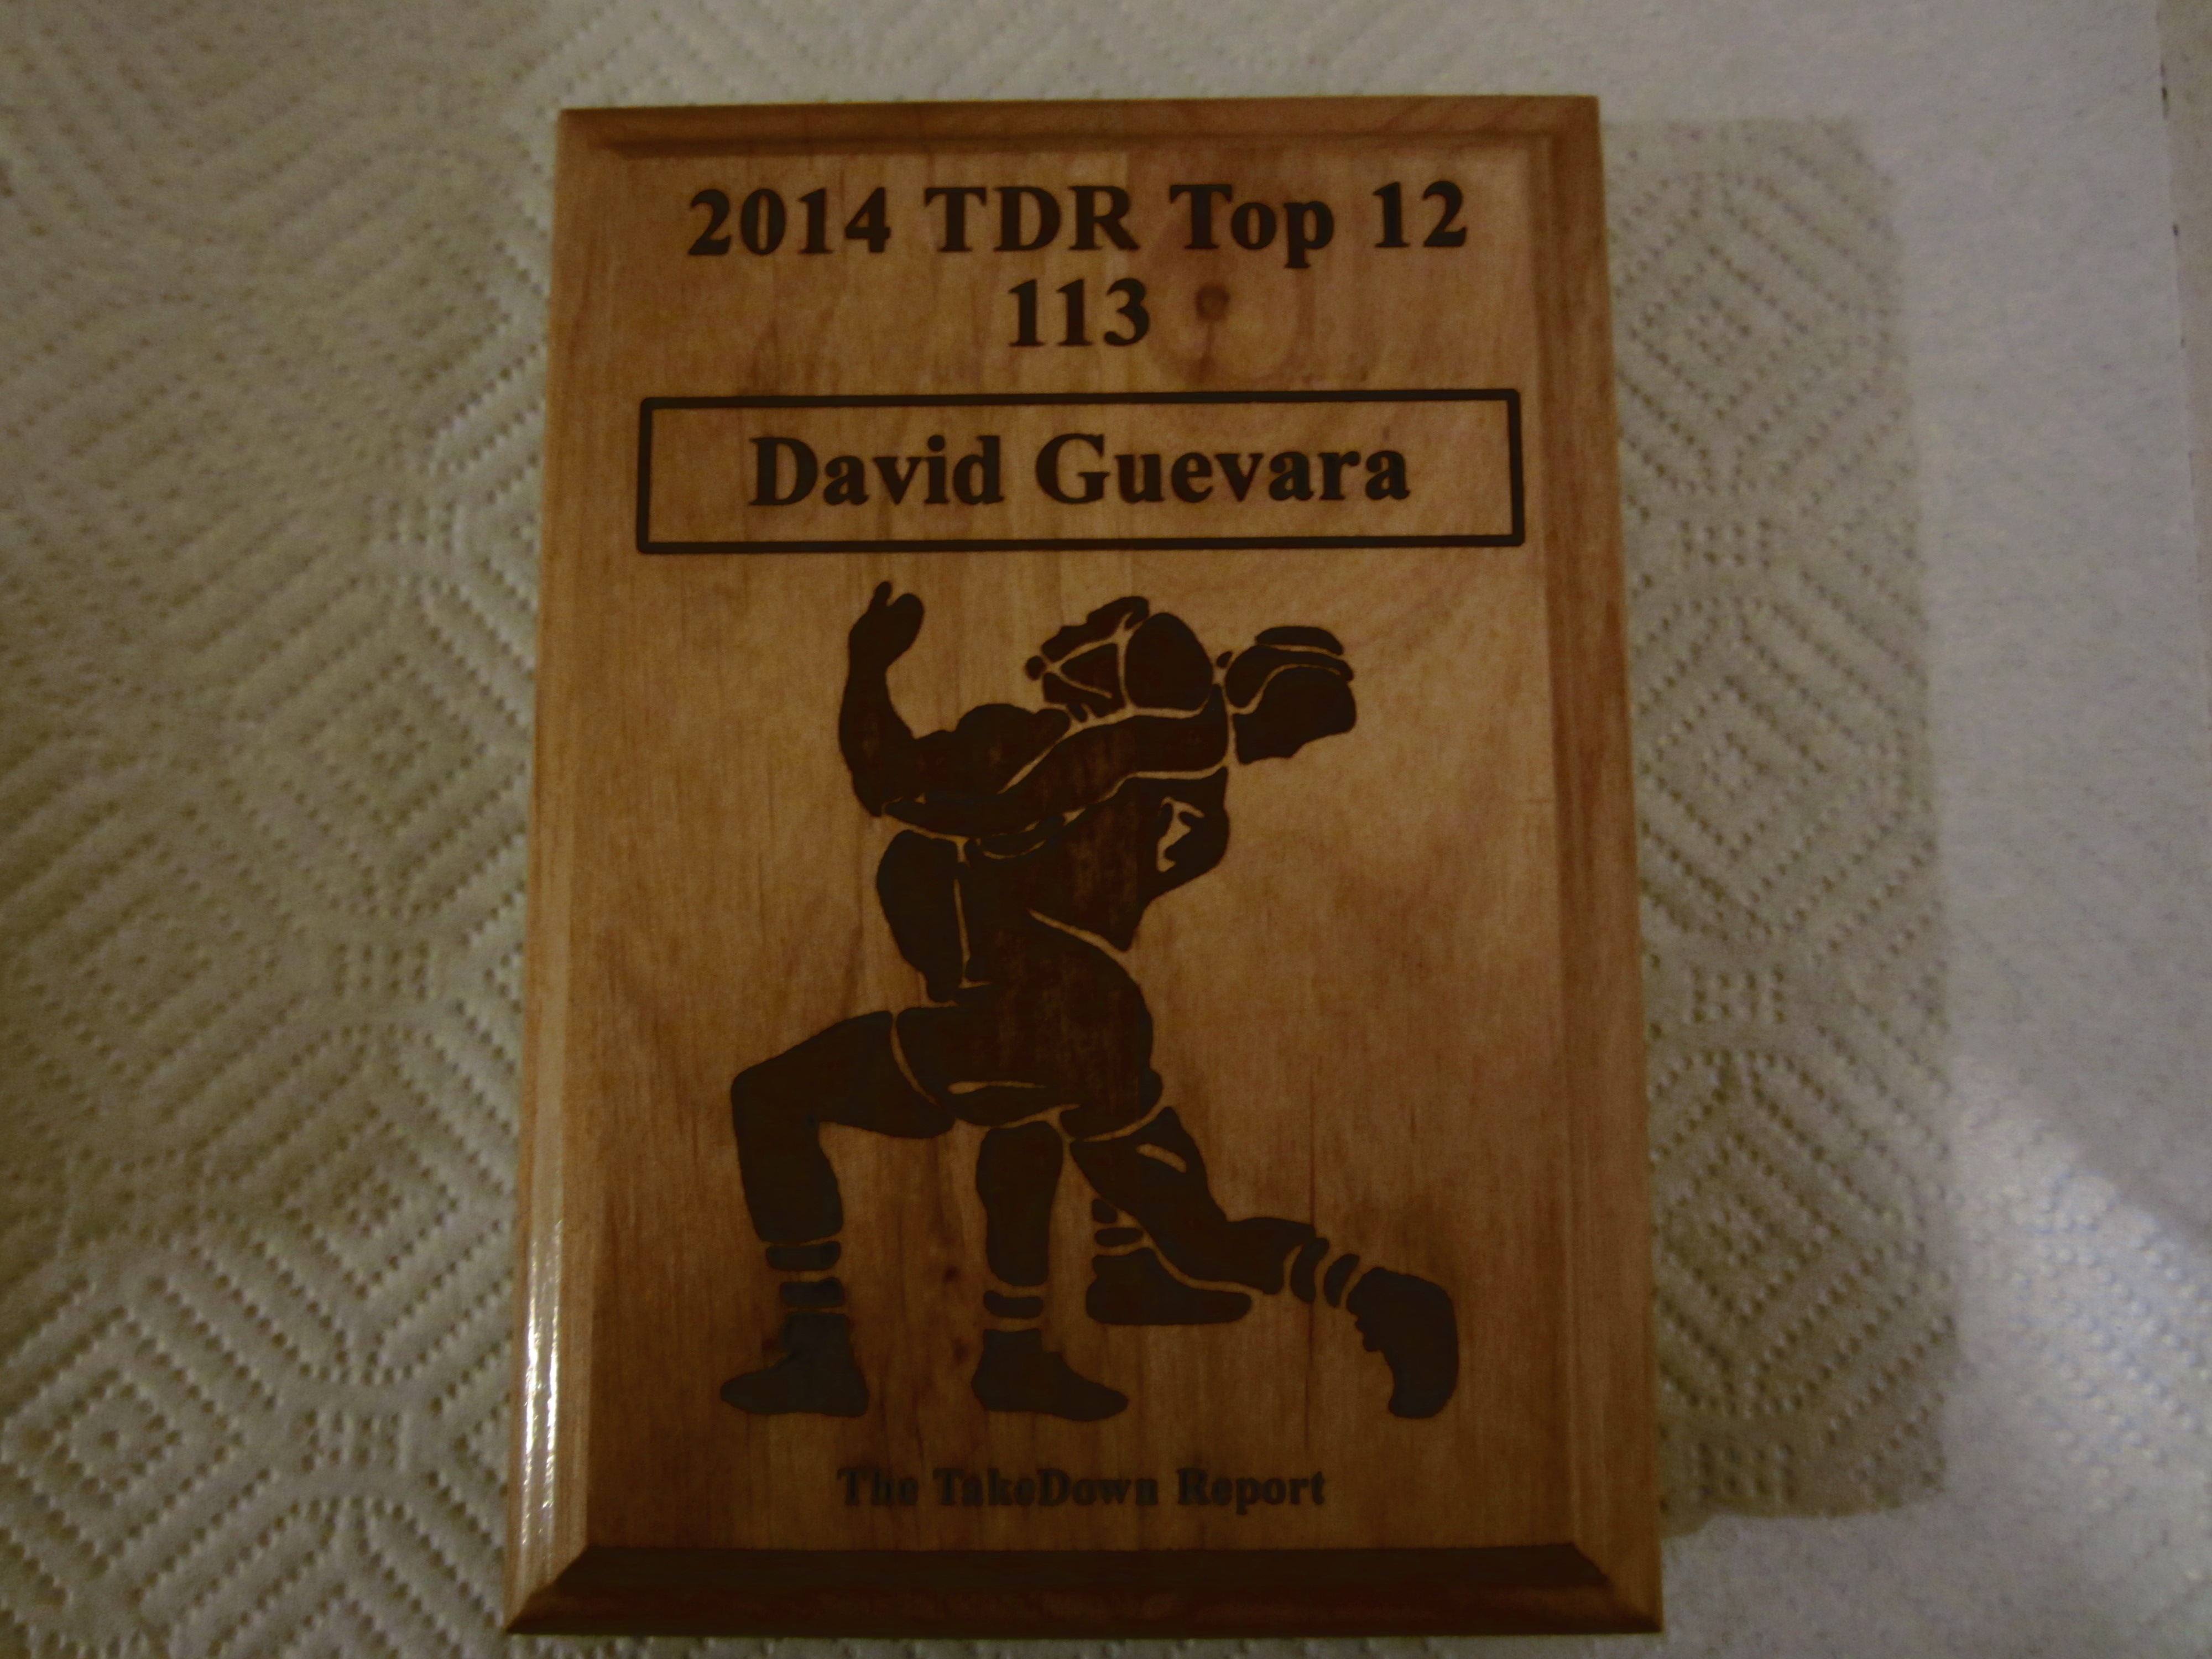 2014 TDR Top 12
113
David Guevara
The TakeDown Report